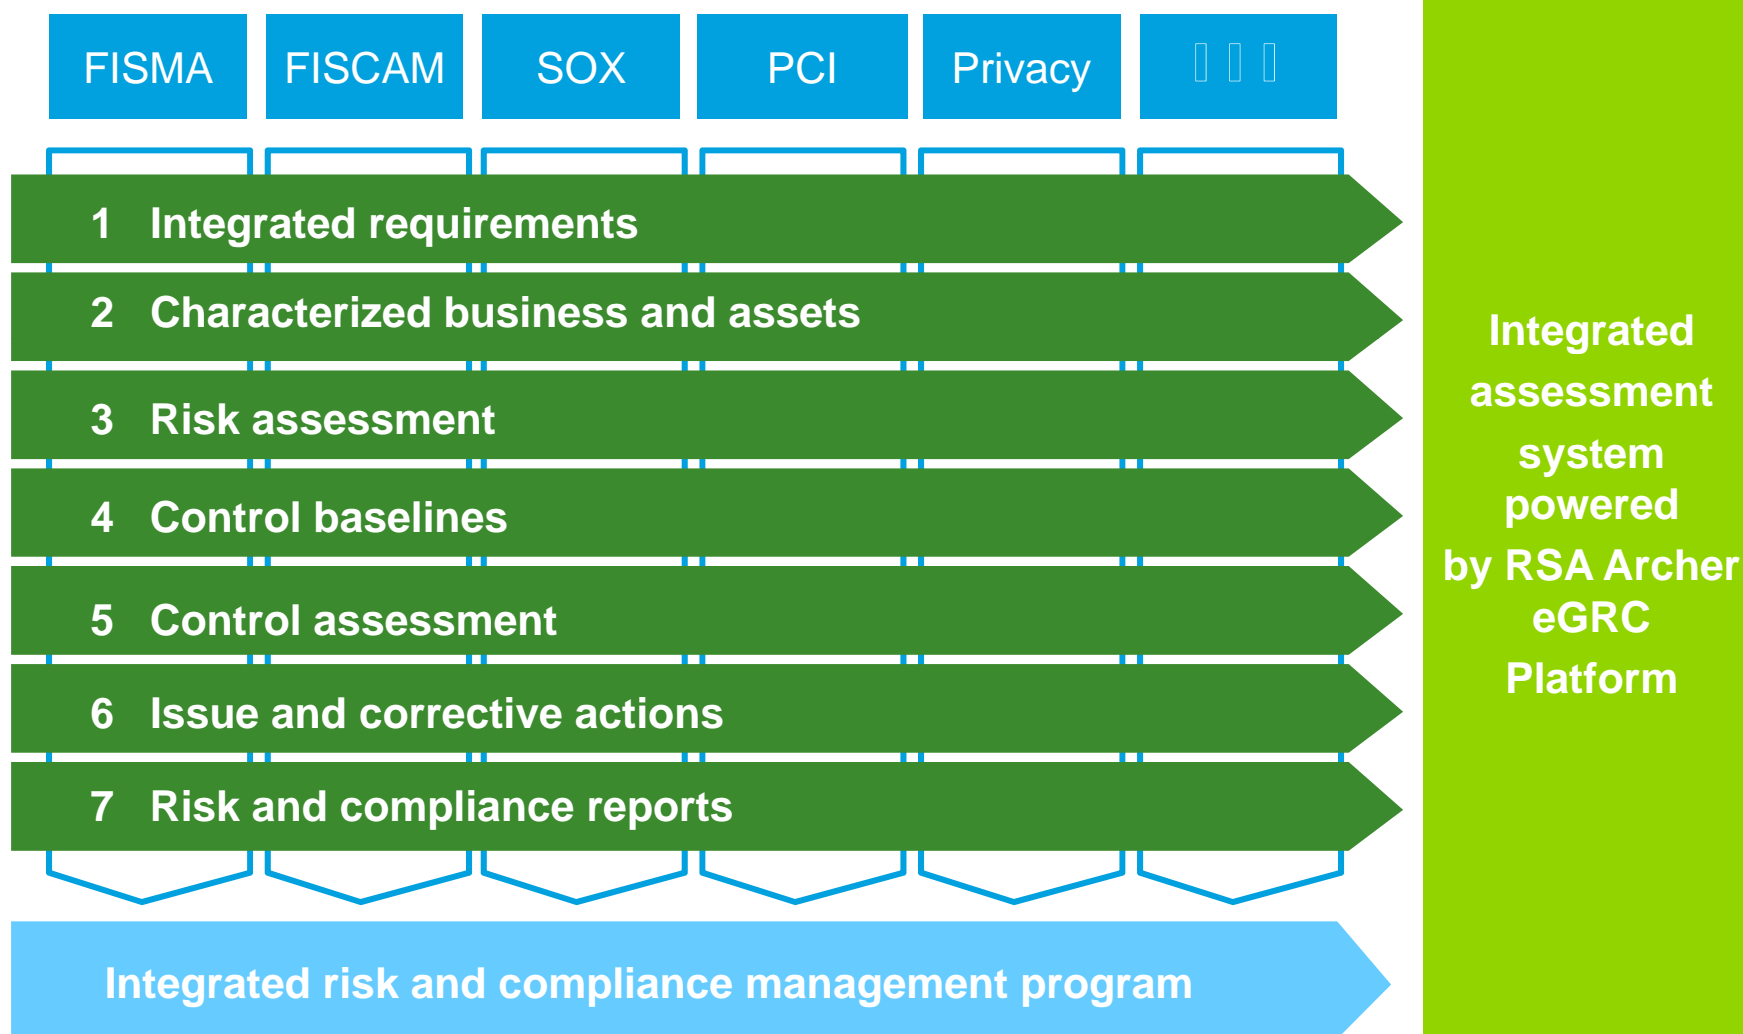 FISMA
FISCAM
SOX
PCI
Privacy
1 Integrated requirements
2 Characterized business and assets
3 Risk assessment
4 Control baselines
5 Control assessment
6 Issue and corrective actions
7 Risk and compliance reports
Integrated risk and compliance management program
Integrated
assessment
system
powered
by RSA Archer
eGRC
Platform